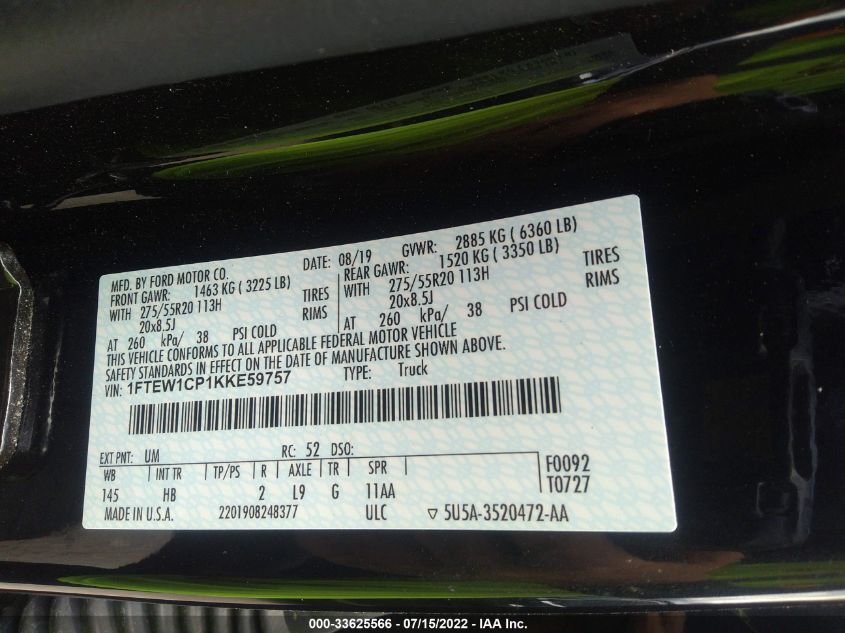 MFD. BY FORD MOTOR CO. DATE: 08/19 GVWR: 2885 KG ( 6360 LB)
FRONT GAWR: 1463 KG ( 3225 LB) REAR GAWR: 1520 KG ( 3350 LB)
WITH 275/55R20 113H TIRES WITH 275/55R20 113H TIRES
20x8.5J RIMS 20x8.5J RIMS
AT 260 kPa/ 38 PSI COLD AT 260 kPa/ 38 PSI COLD
THIS VEHICLE CONFORMS TO ALL APPLICABLE FEDERAL MOTOR VEHICLE
SAFETY STANDARDS IN EFFECT ON THE DATE OF MANUFACTURE SHOWN ABOVE.
VIN: 1FTEW1CP1KKE59757 TYPE: Truck
EXT PNT: UM RC: 52 DSO:
WB INT TR TP/PS R AXLE TR SPR F0092
145 HB 2 L9 G 11AA T0727
MADE IN U.S.A. 2201908248377 ULC ▽ 5U5A-3520472-AA
000-33625566 - 07/15/2022 - IAA Inc.